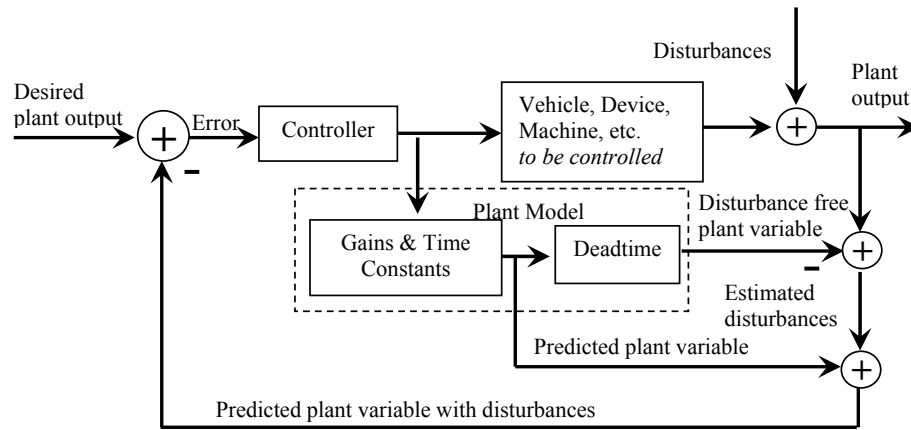 Disturbances
Desired
plant output
+
Error
−
Controller
Vehicle, Device,
Machine, etc.
to be controlled
+
Plant
output
Plant Model
Gains & Time
Constants
Deadtime
Disturbance free
plant variable
−
+
Estimated
disturbances
Predicted plant variable
+
Predicted plant variable with disturbances